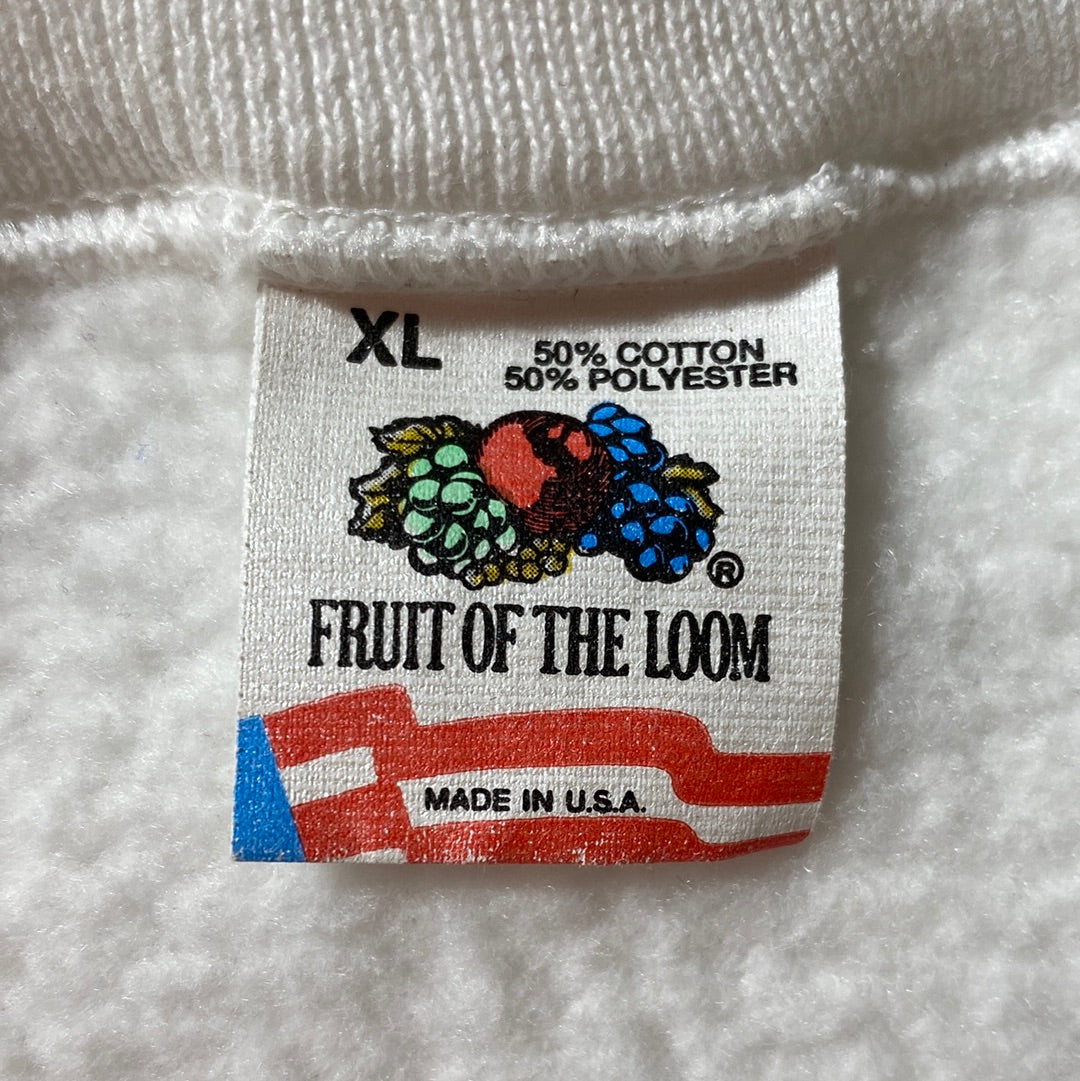 XL
50% COTTON
50% POLYESTER
®
FRUIT OF THE LOOM
MADE IN U.S.A.